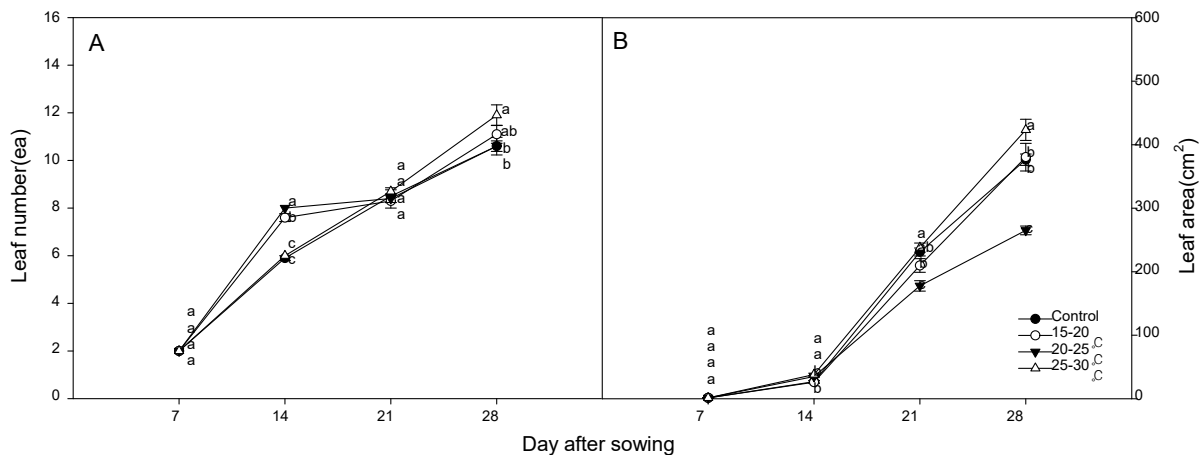 A
B
Leaf number(ea)
16
14
12
10
8
6
4
2
0
a
a
a
a
a
b
c
c
a
a
a
a
a
ab
b
b
7
14
21
28
a
a
a
a
a
a
b
b
a
ab
b
c
a
b
b
c
7
14
21
28
600
500
400
300
200
100
0
Leaf area(cm²)
Control
15-20 °C
20-25 °C
25-30 °C
Day after sowing